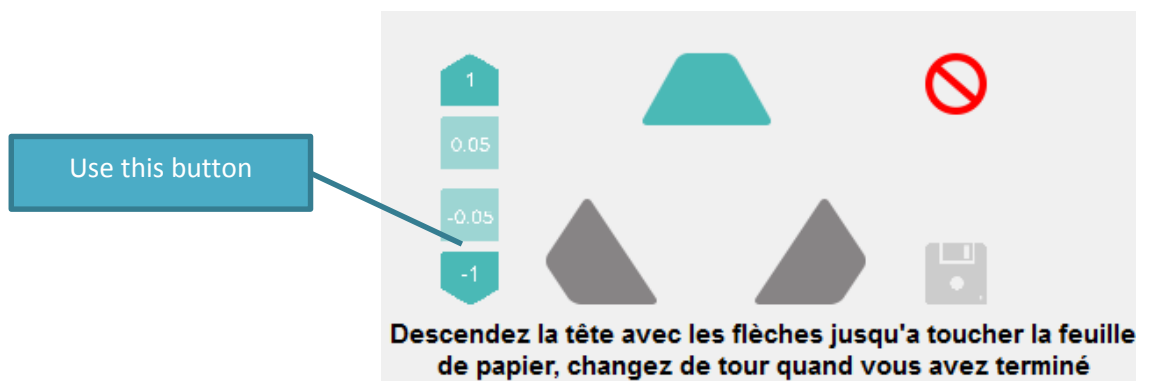 1
0.05
Use this button
-0.05
-1
Descendez la tête avec les flèches jusqu'a toucher la feuille
de papier, changez de tour quand vous avez terminé